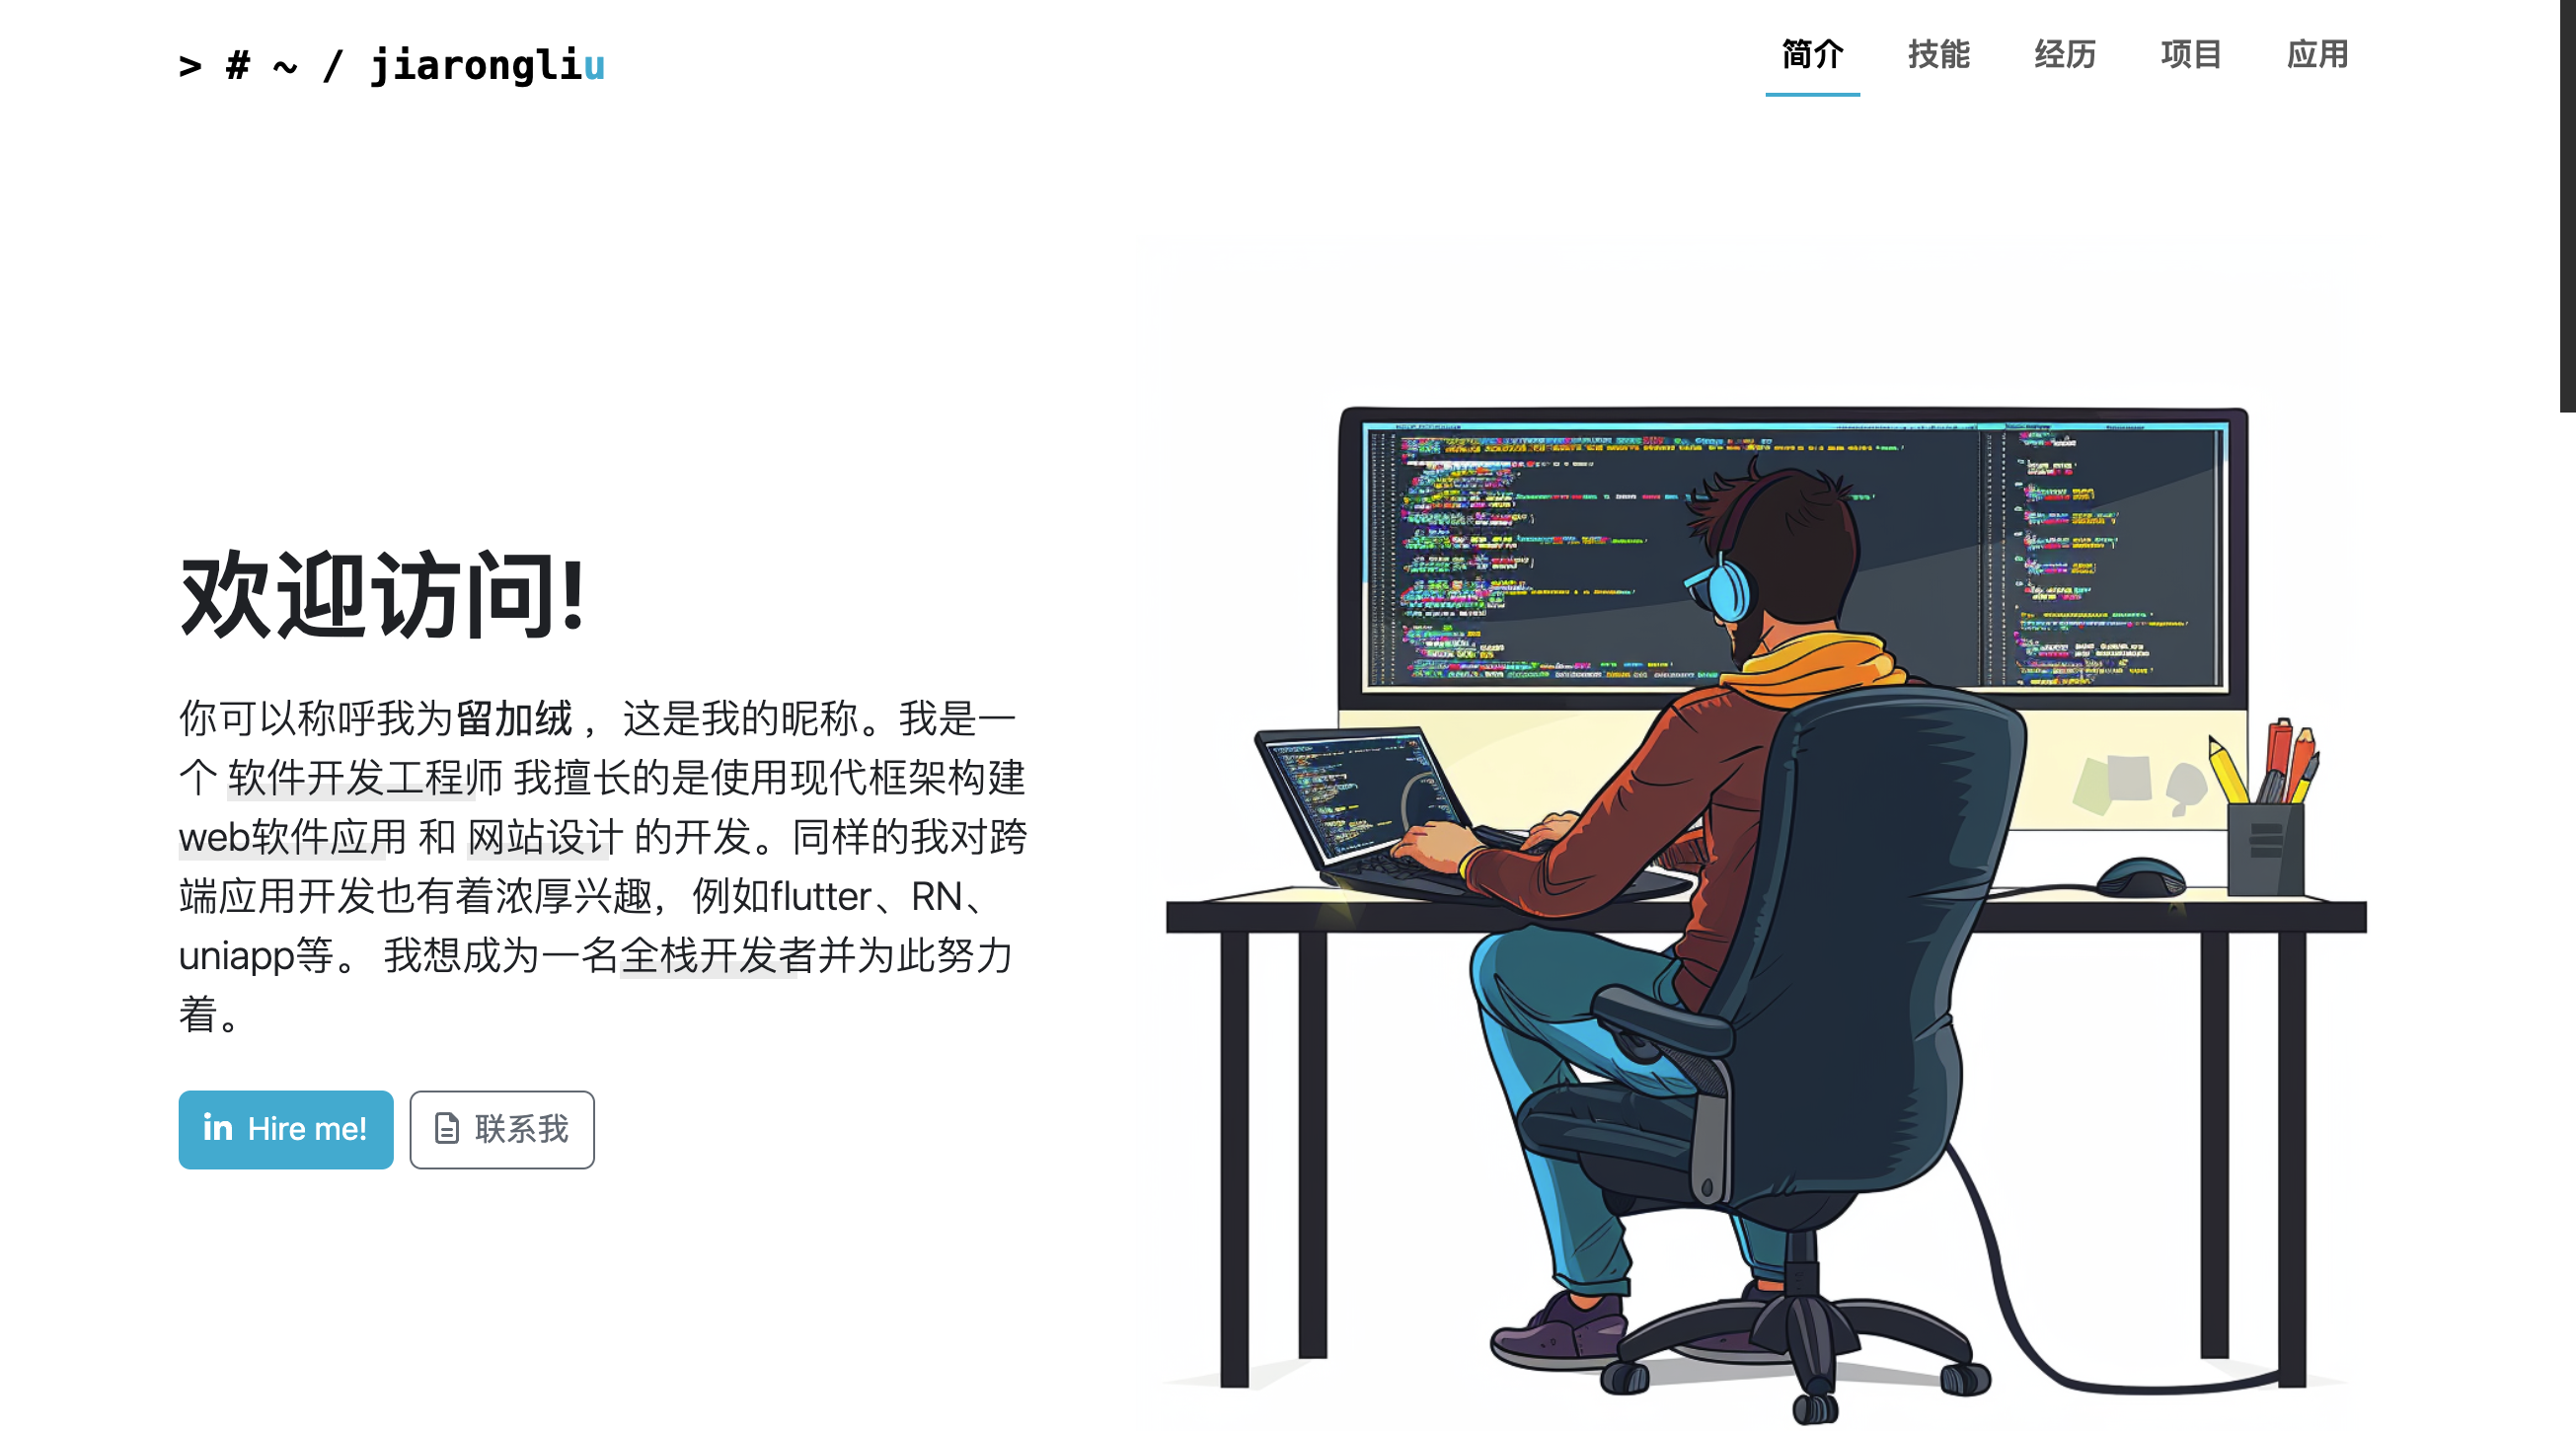 > # ~ / jiarongliu
简介 技能 经历 项目 应用
欢迎访问!
你可以称呼我为留加绒 ，这是我的昵称。我是一
个 软件开发工程师 我擅长的是使用现代框架构建
web软件应用 和 网站设计 的开发。同样的我对跨
端应用开发也有着浓厚兴趣，例如flutter、RN、
uniapp等。 我想成为一名全栈开发者并为此努力
着。
in Hire me! 联系我